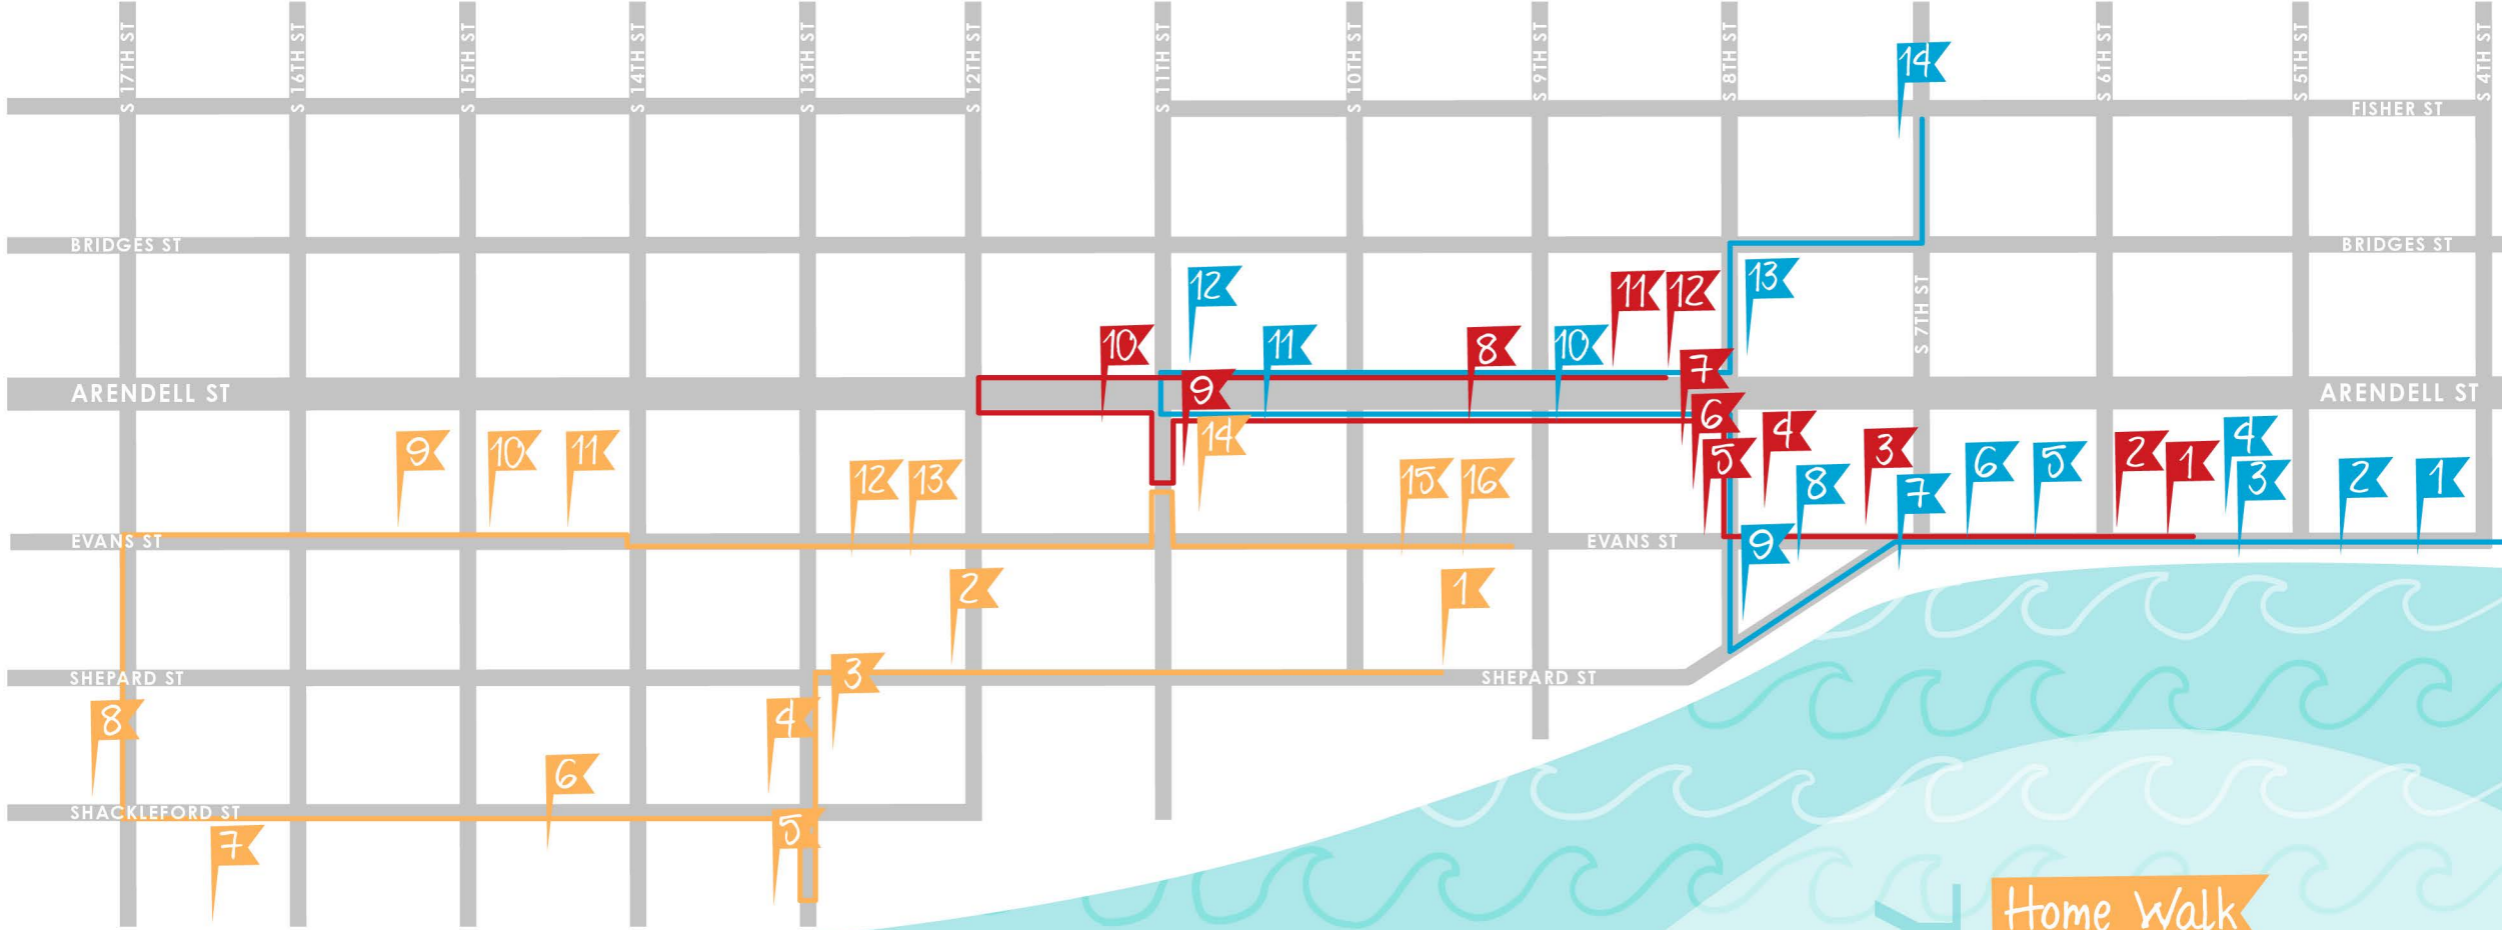 S 17TH ST
S 16TH ST
S 15TH ST
S 14TH ST
S 13TH ST
S 12TH ST
S 11TH ST
S 10TH ST
S 9TH ST
S 8TH ST
S 6TH ST
S 5TH ST
S 4TH ST
14
FISHER ST
BRIDGES ST
BRIDGES ST
12
13
11
12
S 7TH ST
10
11
8
10
7
ARENDELL ST
9
ARENDELL ST
6
9
10
11
14
5
4
3
6
5
2
1
4
12
13
15
16
8
7
3
2
1
EVANS ST
EVANS ST
9
2
1
SHEPARD ST
3
SHEPARD ST
8
4
6
SHACKLEFORD ST
5
7
Home Walk